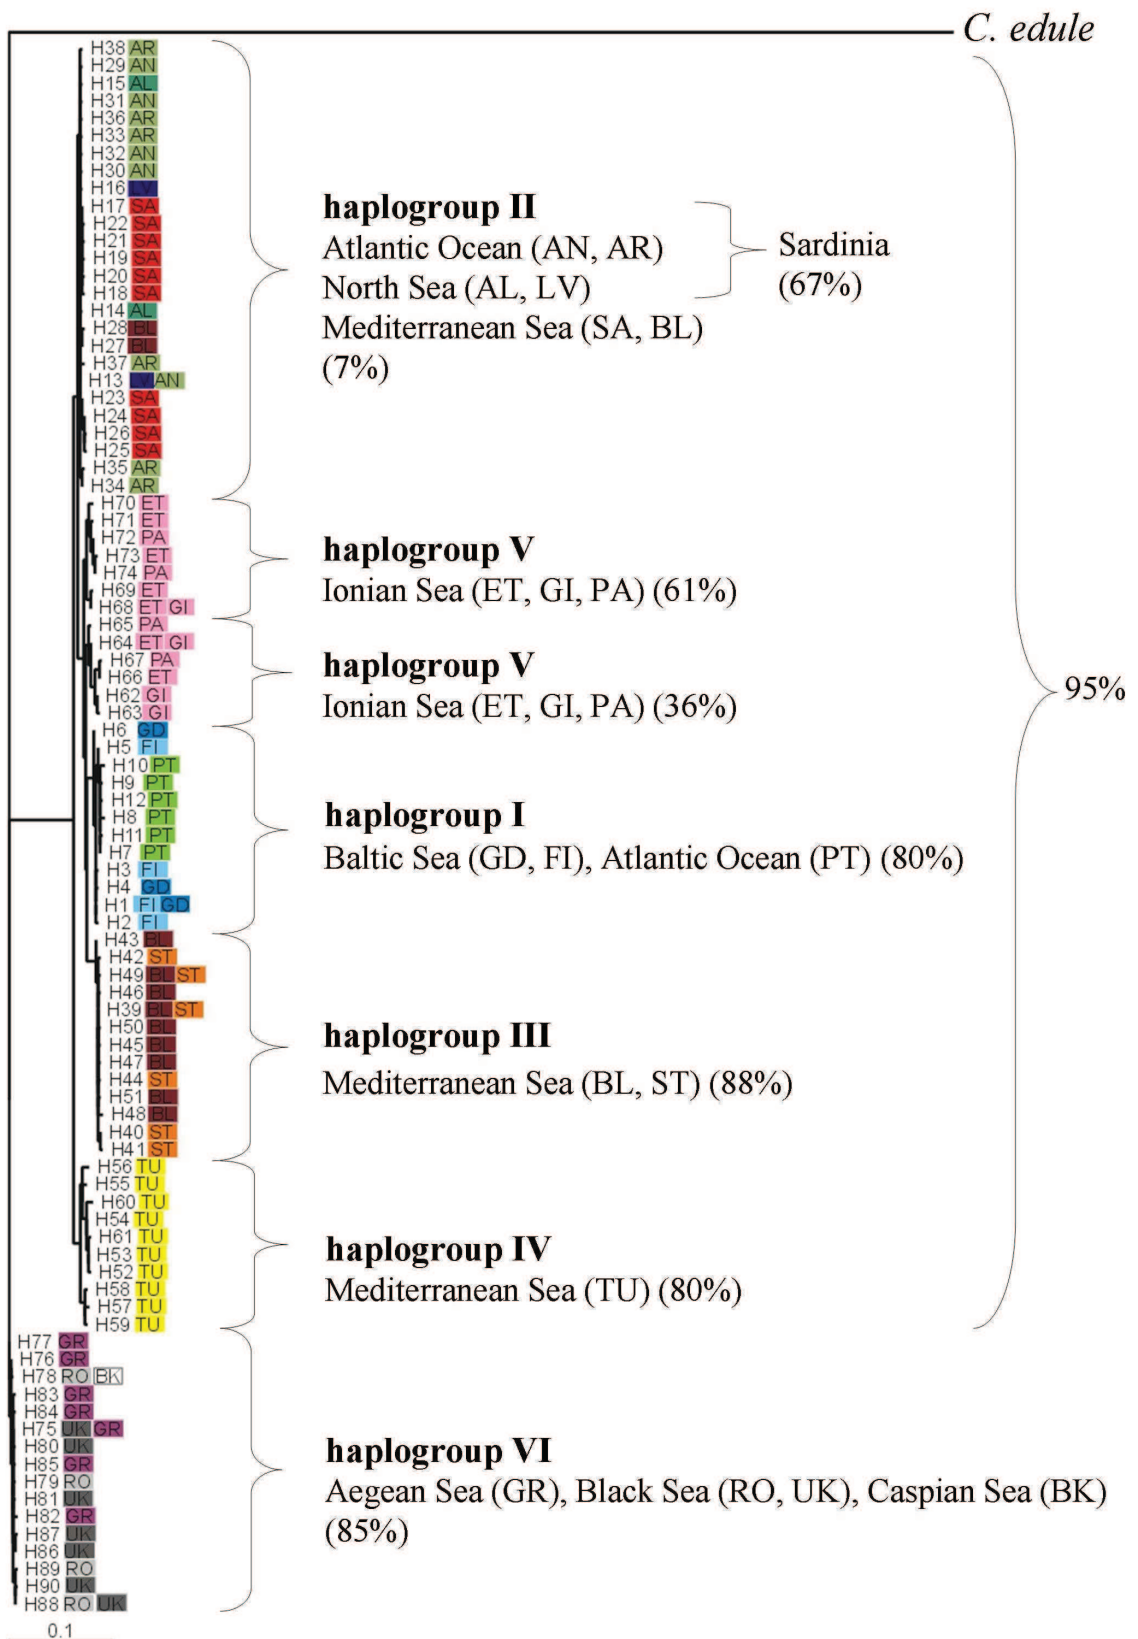 C. edule
H38 AR
H29 AN
H15 AL
H31 AN
H36 AR
H33 AR
H32 AN
H30 AN
H16 LV
H17 SA
H22 SA
H21 SA
H19 SA
H20 SA
H18 SA
H14 AL
H28 BL
H27 BL
H37 AR
H13 LV AN
H23 SA
H24 SA
H26 SA
H25 SA
H35 AR
H34 AR
haplogroup II
Atlantic Ocean (AN, AR)
North Sea (AL, LV)
Mediterranean Sea (SA, BL)
(7%)
Sardinia
(67%)
H70 ET
H71 ET
H72 PA
H73 ET
H74 PA
H69 ET
H68 ET GI
haplogroup V
Ionian Sea (ET, GI, PA) (61%)
H65 PA
H64 ET GI
H67 PA
H66 ET
H62 GI
H63 GI
haplogroup V
Ionian Sea (ET, GI, PA) (36%)
95%
H6 GD
H5 FI
H10 PT
H9 PT
H12 PT
H8 PT
H11 PT
H7 PT
H3 FI
H4 GD
H1 FI GD
H2 FI
haplogroup I
Baltic Sea (GD, FI), Atlantic Ocean (PT) (80%)
H43 BL
H42 ST
H49 BL ST
H46 BL
H39 BL ST
H50 BL
H45 BL
H47 BL
H44 ST
H51 BL
H48 BL
H40 ST
H41 ST
haplogroup III
Mediterranean Sea (BL, ST) (88%)
H56 TU
H55 TU
H60 TU
H54 TU
H61 TU
H53 TU
H52 TU
H58 TU
H57 TU
H59 TU
haplogroup IV
Mediterranean Sea (TU) (80%)
H77 GR
H76 GR
H78 RO BK
H83 GR
H84 GR
H75 UK GR
H80 UK
H85 GR
H79 RO
H81 UK
H82 GR
H87 UK
H86 UK
H89 RO
H90 UK
H88 RO UK
haplogroup VI
Aegean Sea (GR), Black Sea (RO, UK), Caspian Sea (BK)
(85%)
0.1